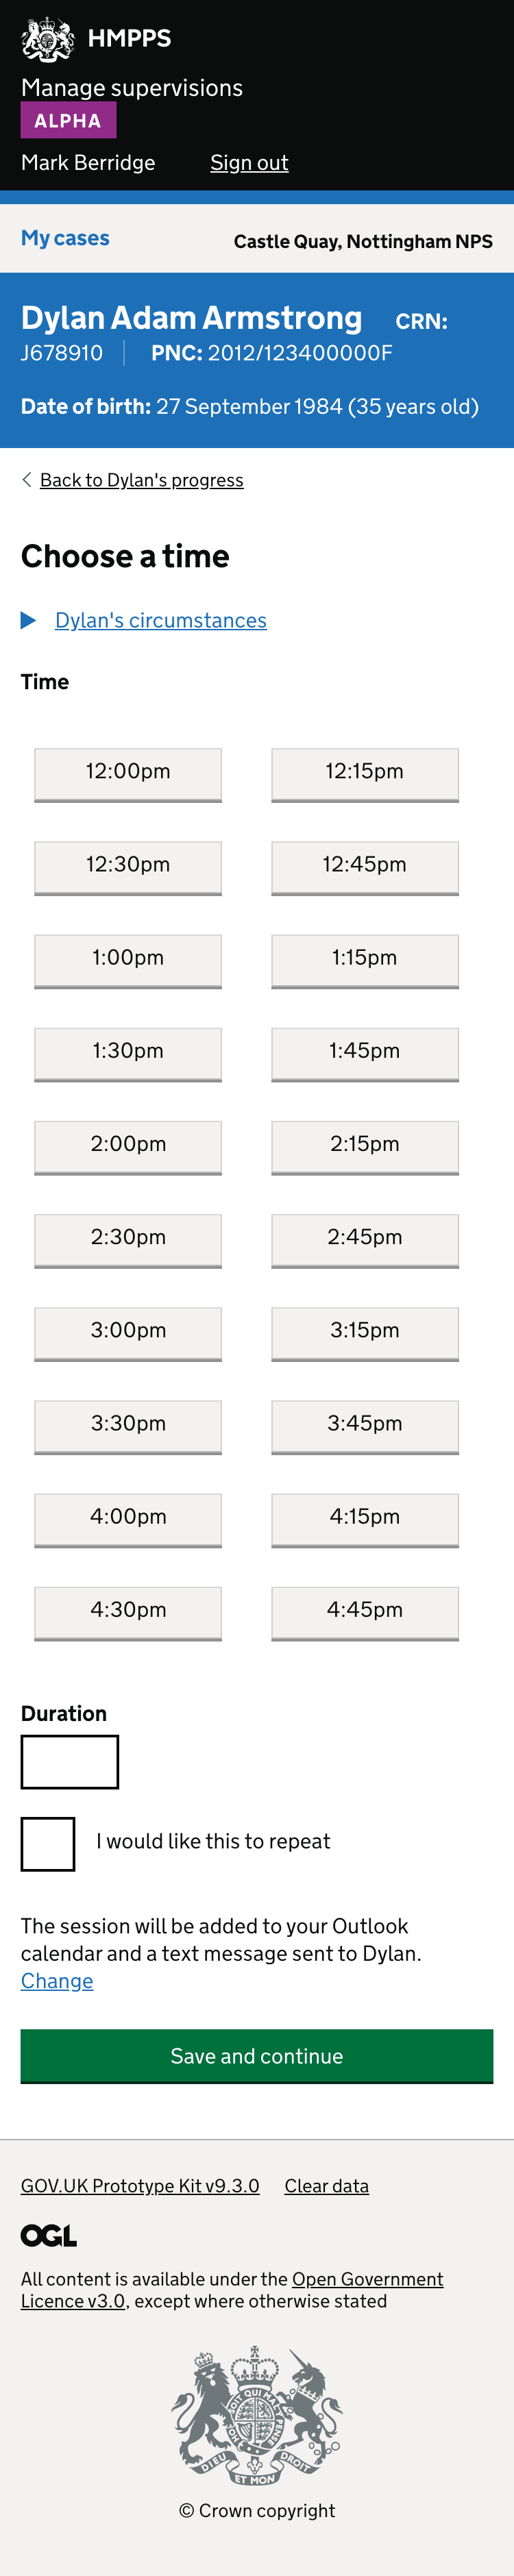 HMPPS
Manage supervisions
ALPHA
Mark Berridge Sign out
My cases Castle Quay, Nottingham NPS
Dylan Adam Armstrong CRN:
J678910 PNC: 2012/123400000F
Date of birth: 27 September 1984 (35 years old)
Back to Dylan's progress
Choose a time
Dylan's circumstances
Time
12:00pm 12:15pm
12:30pm 12:45pm
1:00pm 1:15pm
1:30pm 1:45pm
2:00pm 2:15pm
2:30pm 2:45pm
3:00pm 3:15pm
3:30pm 3:45pm
4:00pm 4:15pm
4:30pm 4:45pm
Duration
I would like this to repeat
The session will be added to your Outlook
calendar and a text message sent to Dylan.
Change
Save and continue
GOV.UK Prototype Kit v9.3.0 Clear data
OGL
All content is available under the Open Government
Licence v3.0, except where otherwise stated
DIEU ET MON DROIT
© Crown copyright